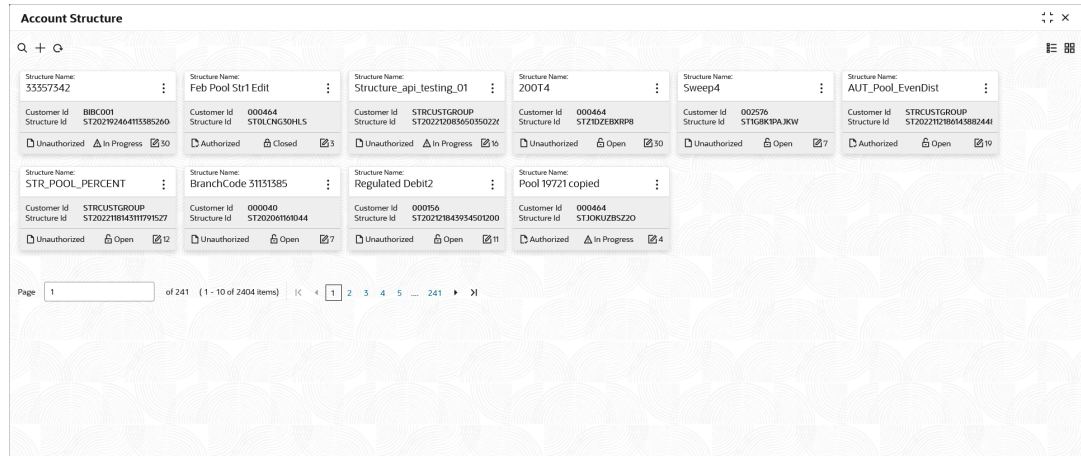 Account Structure
Structure Name: Structure Name: Structure Name: Structure Name: Structure Name: Structure Name:
33357342 Feb Pool Str1 Edit Structure_api_testing_01 200T4 Sweep4 AUT_Pool_EvenDist
Customer Id BIBC001 Customer Id 000464 Customer Id STRCUSTGROUP Customer Id 000464 Customer Id 002576 Customer Id STRCUSTGROUP
Structure Id Structure Id ST0LCNG30HLS Structure Id Structure Id STZ1DZEBXRP8 Structure Id ST1G8K1PAJKW Structure Id
Unauthorized In Progress 30 Authorized Closed 3 Unauthorized In Progress 16 Unauthorized Open 30 Unauthorized Open 7 Authorized Open 19
Structure Name: Structure Name: Structure Name: Structure Name:
STR_POOL_PERCENT BranchCode 31131385 Regulated Debit2 Pool 19721 copied
Customer Id STRCUSTGROUP Customer Id 000040 Customer Id 000156 Customer Id 000464
Structure Id ST2022118143111791527 Structure Id ST202061161044 Structure Id ST202121843934501200 Structure Id STJOKUZBSZ2O
Unauthorized Open 12 Unauthorized Open 7 Unauthorized Open 11 Authorized In Progress 4
Page 1 of 241 (1 - 10 of 2404 items) 1 2 3 4 5 .... 241